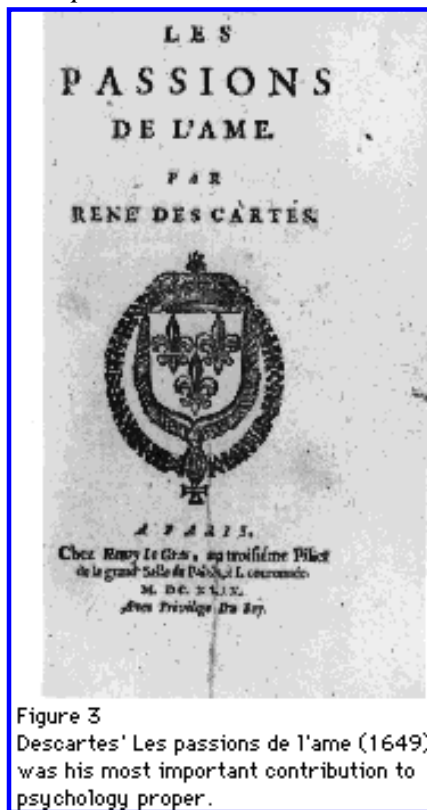 LES
PASSIONS
DE L'AME.
PAR
RENE DES CARTES.
A PARIS,
Chez Henry Le Gras, au troisiéme Pilier
de la grand' Salle du Palais, à L couronnée.
M. DC. XLIX.
Avec Privilege Du Roy.
Figure 3
Descartes' Les passions de l'ame (1649)
was his most important contribution to
psychology proper.